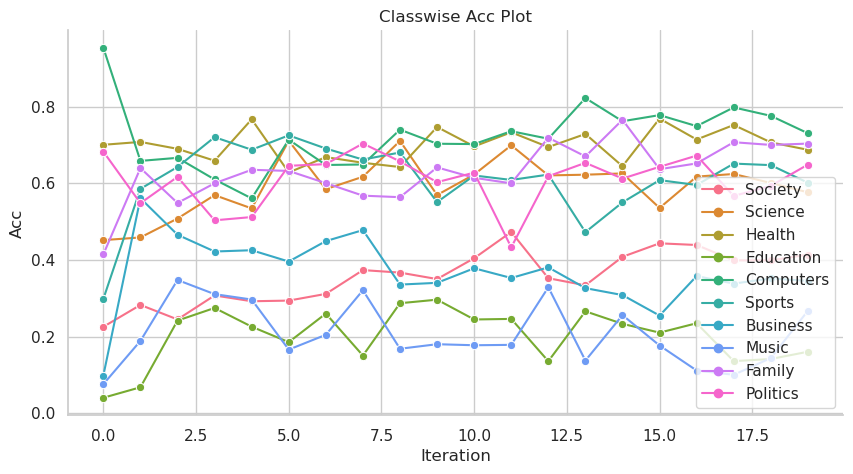 Classwise Acc Plot
Acc
0.8
0.6
0.4
0.2
0.0
0.0 2.5 5.0 7.5 10.0 12.5 15.0 17.5
Iteration
Society
Science
Health
Education
Computers
Sports
Business
Music
Family
Politics